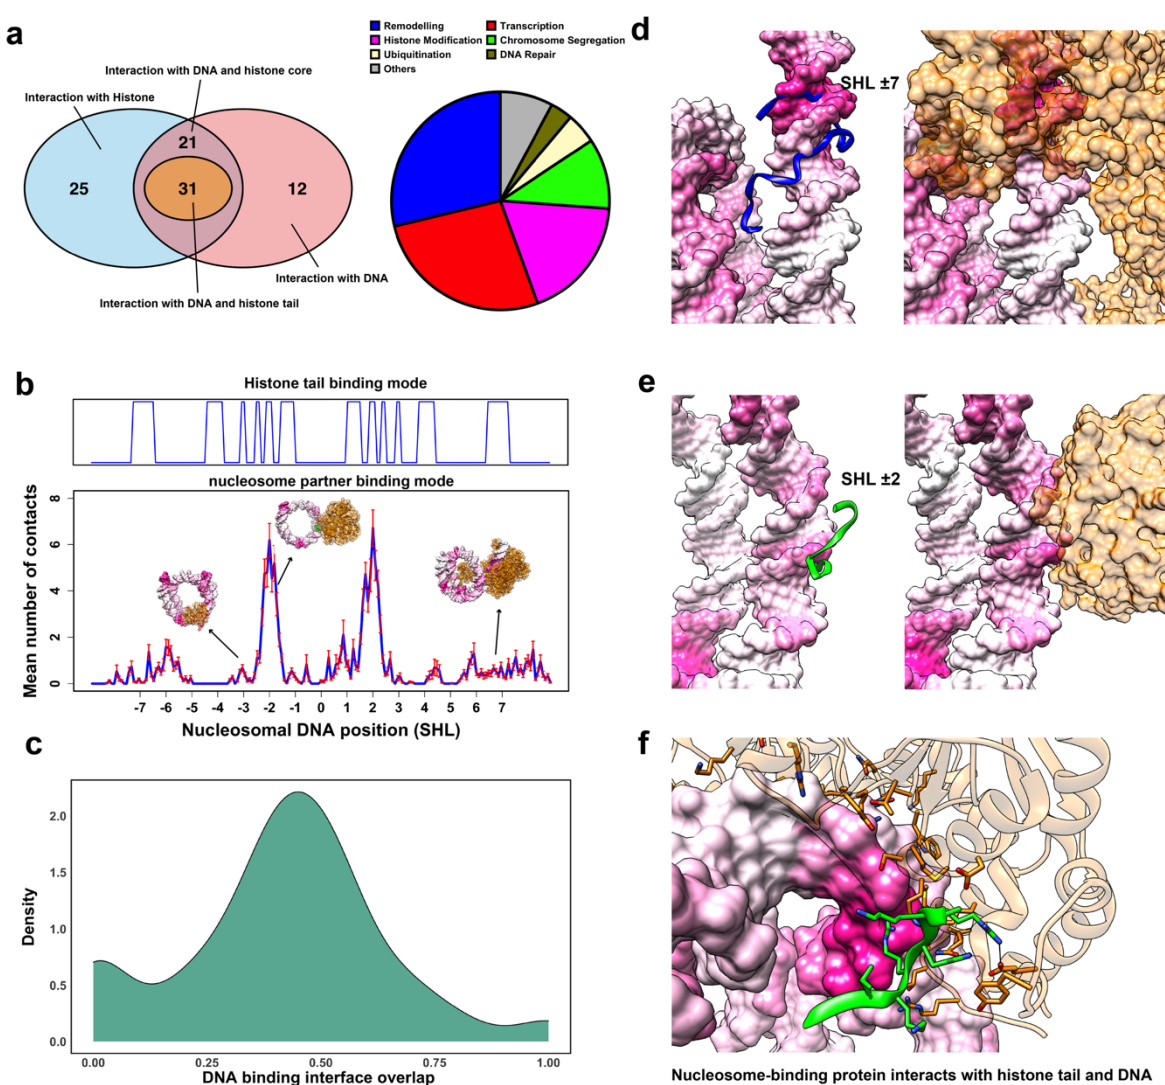 a
Remodelling
Transcription
Histone Modification
Chromosome Segregation
Ubiquitination
DNA Repair
Others
Interaction with DNA and histone core
Interaction with Histone
21
25
31
12
Interaction with DNA
Interaction with DNA and histone tail
b
Histone tail binding mode
nucleosome partner binding mode
Mean number of contacts
8
6
4
2
0
-7 -6 -5 -4 -3 -2 -1 0 1 2 3 4 5 6 7
Nucleosomal DNA position (SHL)
c
Density
2.0
1.5
1.0
0.5
0.0
0.00 0.25 0.50 0.75 1.00
DNA binding interface overlap
d
SHL ±7
e
SHL ±2
f
Nucleosome-binding protein interacts with histone tail and DNA